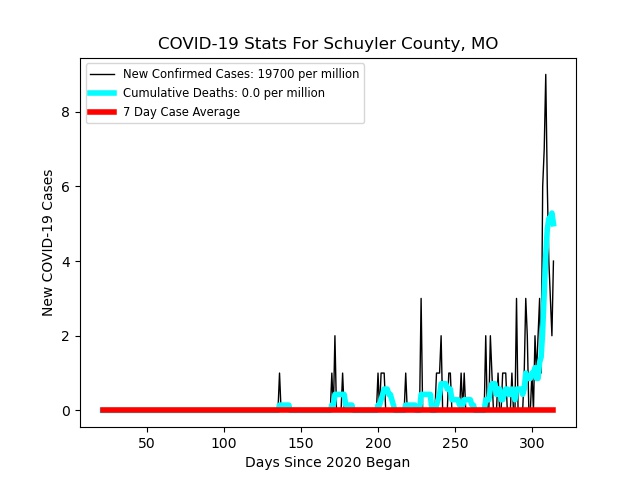 COVID-19 Stats For Schuyler County, MO
New Confirmed Cases: 19700 per million
Cumulative Deaths: 0.0 per million
7 Day Case Average
New COVID-19 Cases
8
6
4
2
0
50 100 150 200 250 300
Days Since 2020 Began